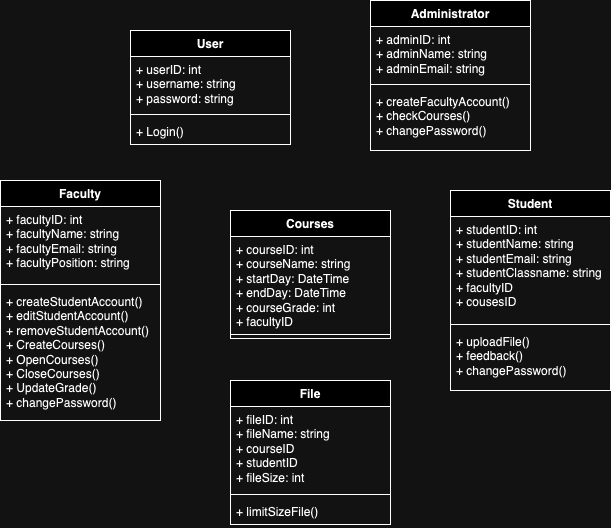 User
+ userID: int
+ username: string
+ password: string
+ Login()
Administrator
+ adminID: int
+ adminName: string
+ adminEmail: string
+ createFacultyAccount()
+ checkCourses()
+ changePassword()
Faculty
+ facultyID: int
+ facultyName: string
+ facultyEmail: string
+ facultyPosition: string
+ createStudentAccount()
+ editStudentAccount()
+ removeStudentAccount()
+ CreateCourses()
+ OpenCourses()
+ CloseCourses()
+ UpdateGrade()
+ changePassword()
Courses
+ courseID: int
+ courseName: string
+ startDay: DateTime
+ endDay: DateTime
+ courseGrade: int
+ facultyID
Student
+ studentID: int
+ studentName: string
+ studentEmail: string
+ studentClassname: string
+ facultyID
+ cousesID
+ uploadFile()
+ feedback()
+ changePassword()
File
+ fileID: int
+ fileName: string
+ courseID
+ studentID
+ fileSize: int
+ limitSizeFile()